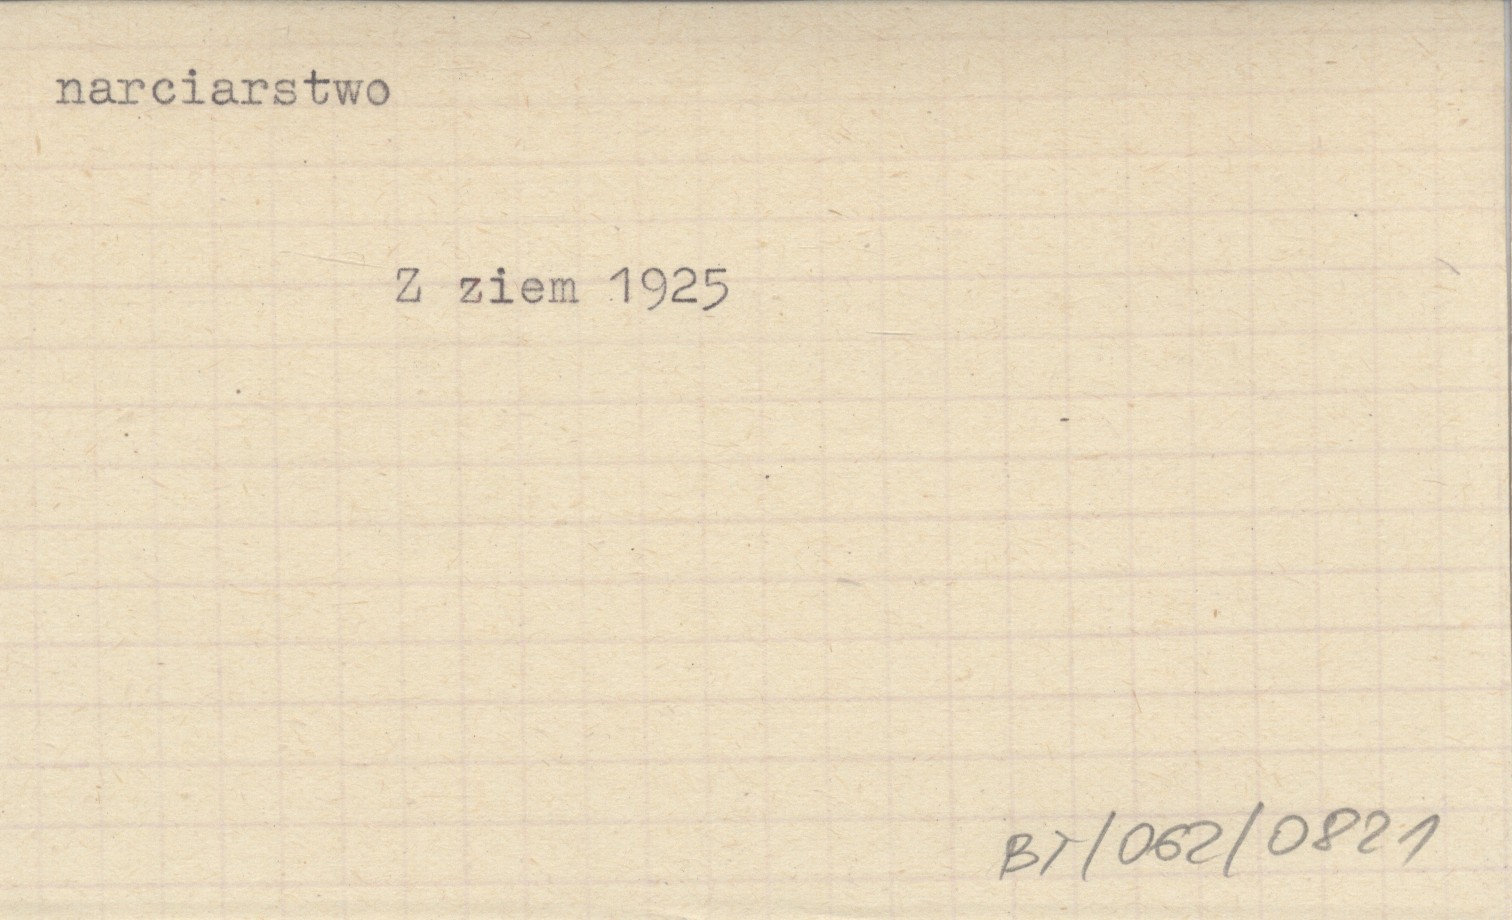 narciarstwo
Z ziem 1925
BT/062/0821